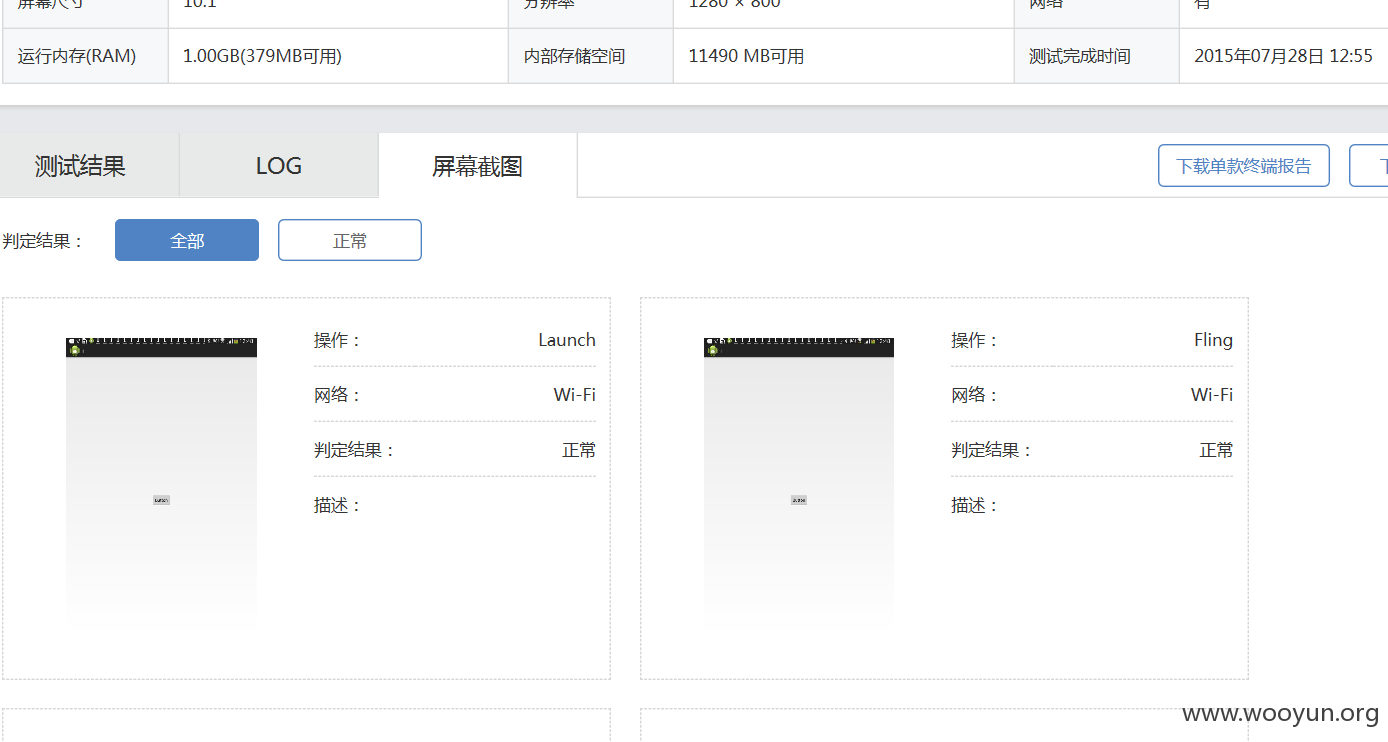 屏幕尺寸 10.1 分辨率 1280 × 800 网络 有
运行内存(RAM) 1.00GB(379MB可用) 内部存储空间 11490 MB可用 测试完成时间 2015年07月28日 12:55
测试结果 LOG 屏幕截图 下载单款终端报告
判定结果： 全部 正常
操作： Launch
网络： Wi-Fi
判定结果： 正常
描述：
Button
操作： Fling
网络： Wi-Fi
判定结果： 正常
描述：
Button
www.wooyun.org